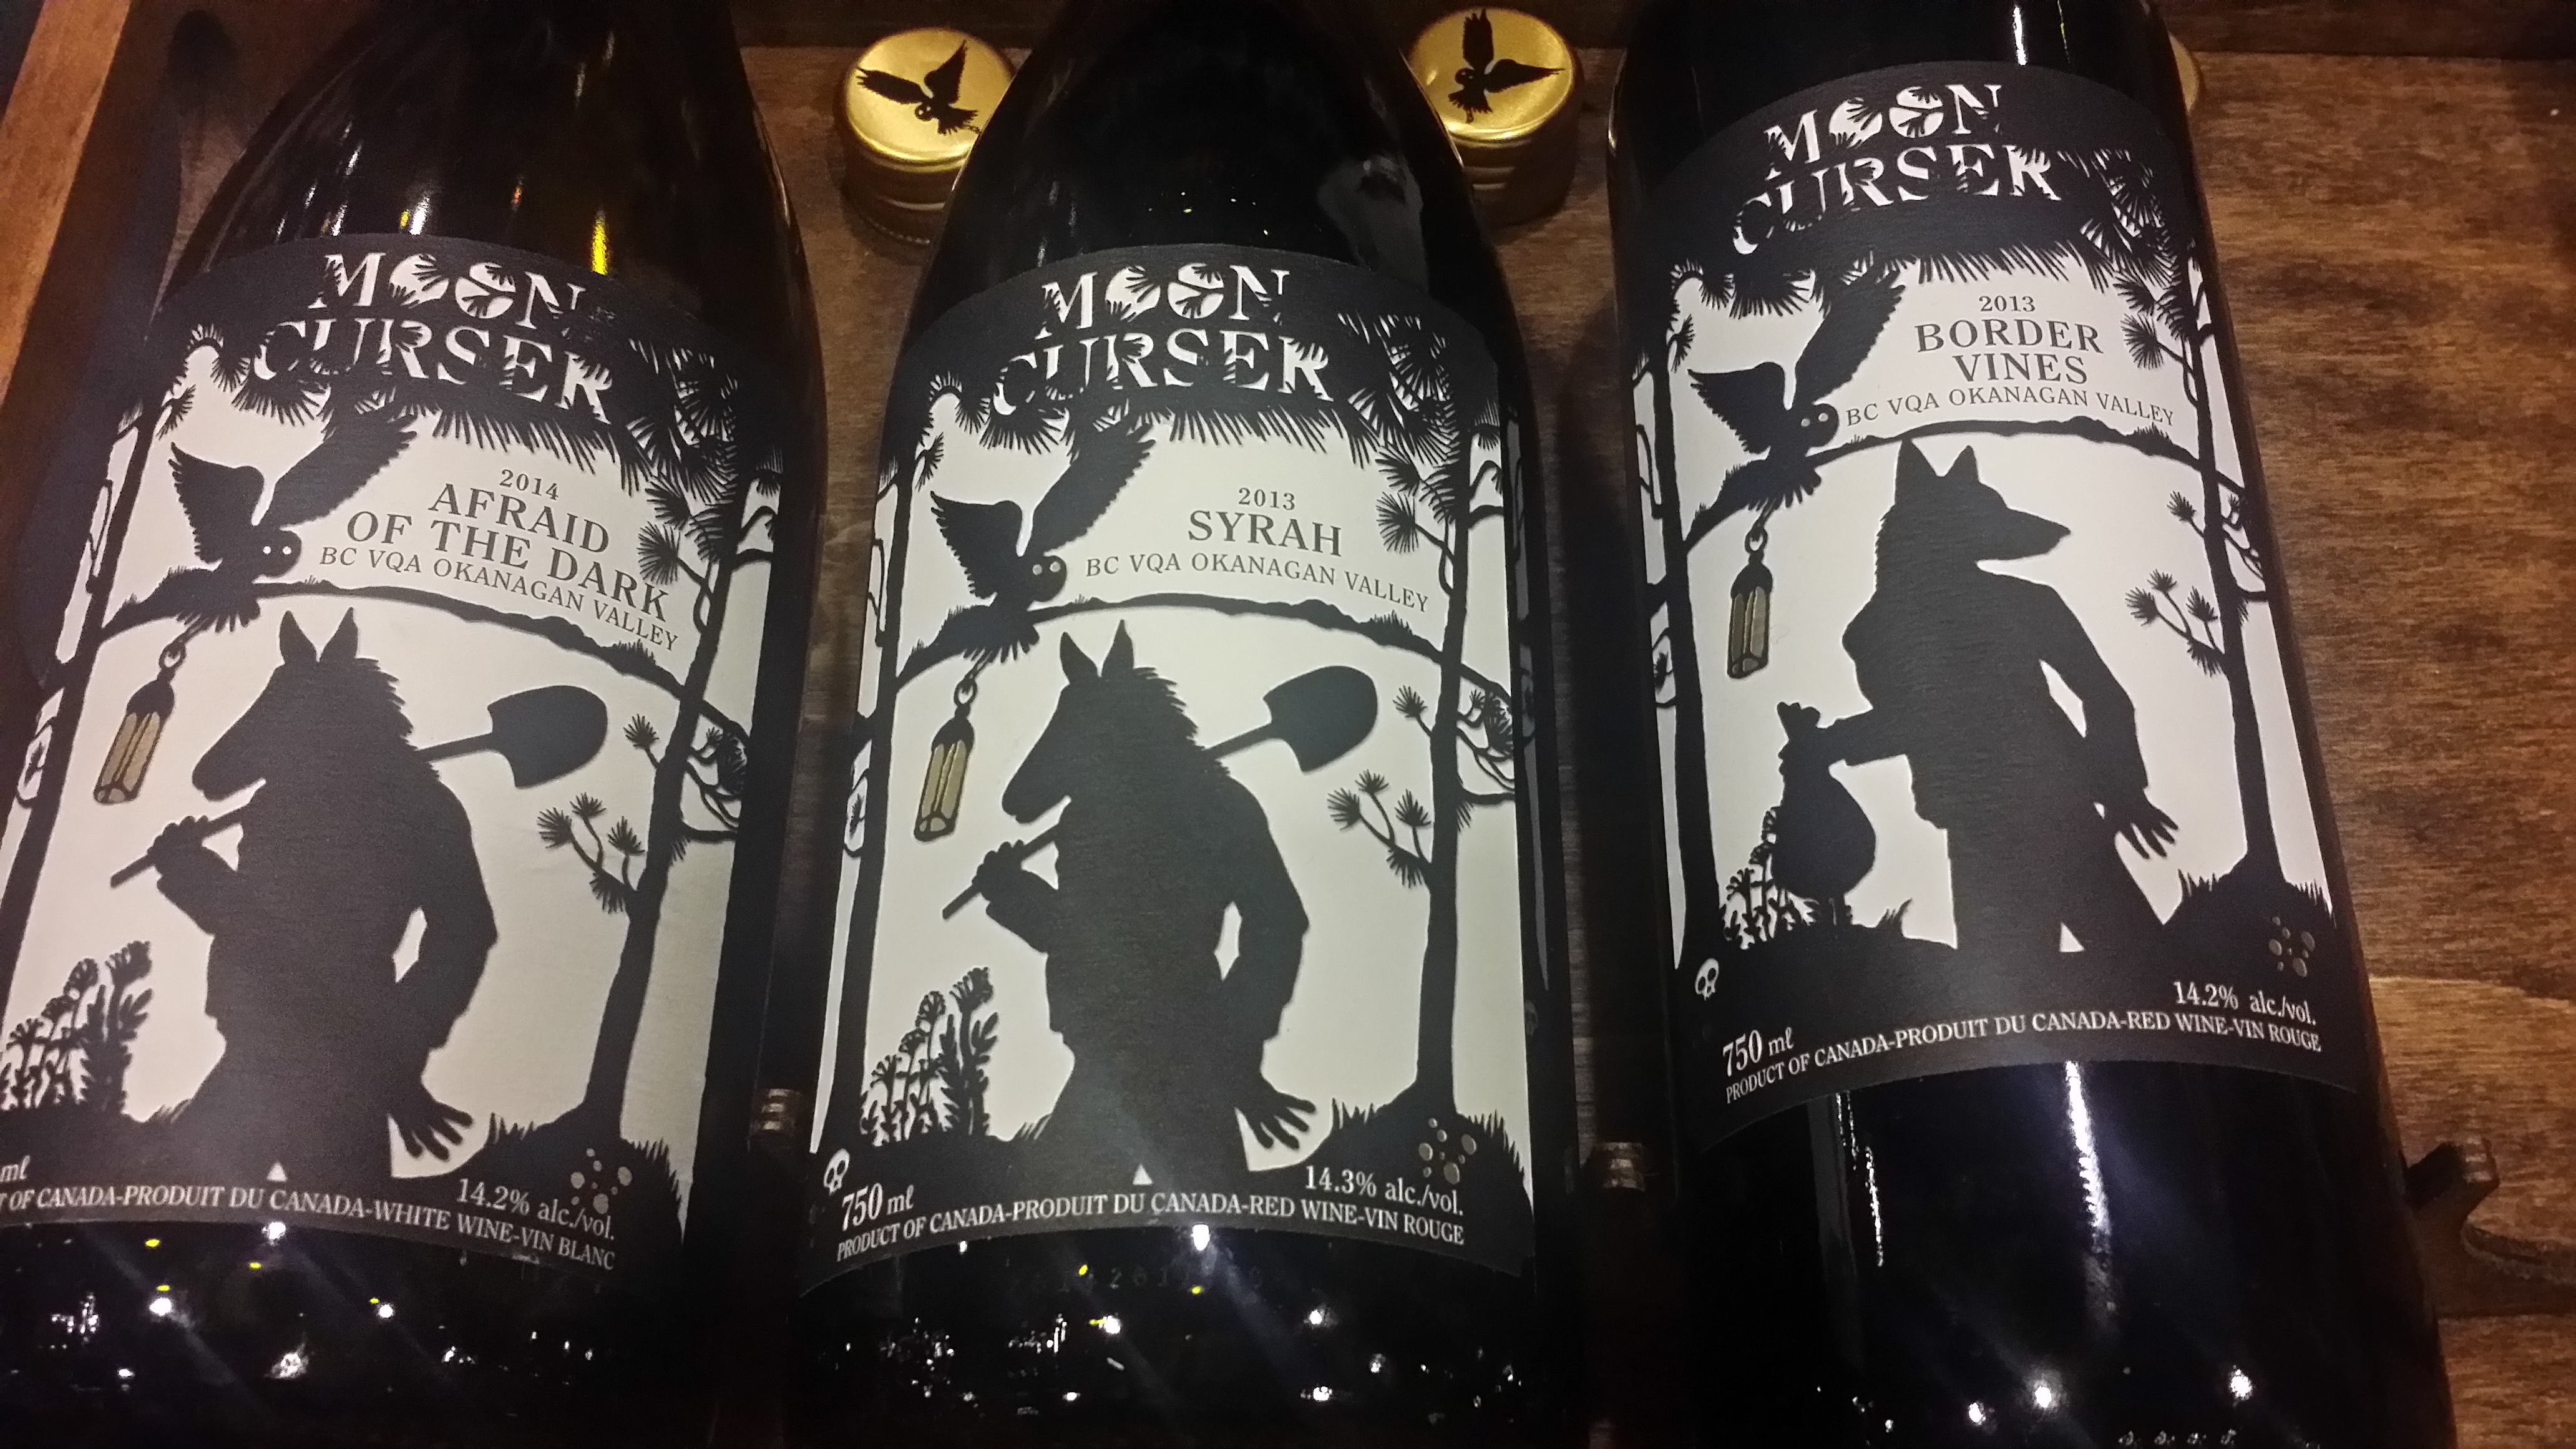 MOON
CURSER
2014
AFRAID
OF THE DARK
BC VQA OKANAGAN VALLEY
ml
14.2% alc./vol.
T OF CANADA-PRODUIT DU CANADA-WHITE WINE-VIN BLANC
MOON
CURSER
2013
SYRAH
BC VQA OKANAGAN VALLEY
750 ml
14.3% alc./vol.
PRODUCT OF CANADA-PRODUIT DU CANADA-RED WINE-VIN ROUGE
MOON
CURSER
2013
BORDER
VINES
BC VQA OKANAGAN VALLEY
14.2% alc./vol.
750 ml
PRODUCT OF CANADA-PRODUIT DU CANADA-RED WINE-VIN ROUGE